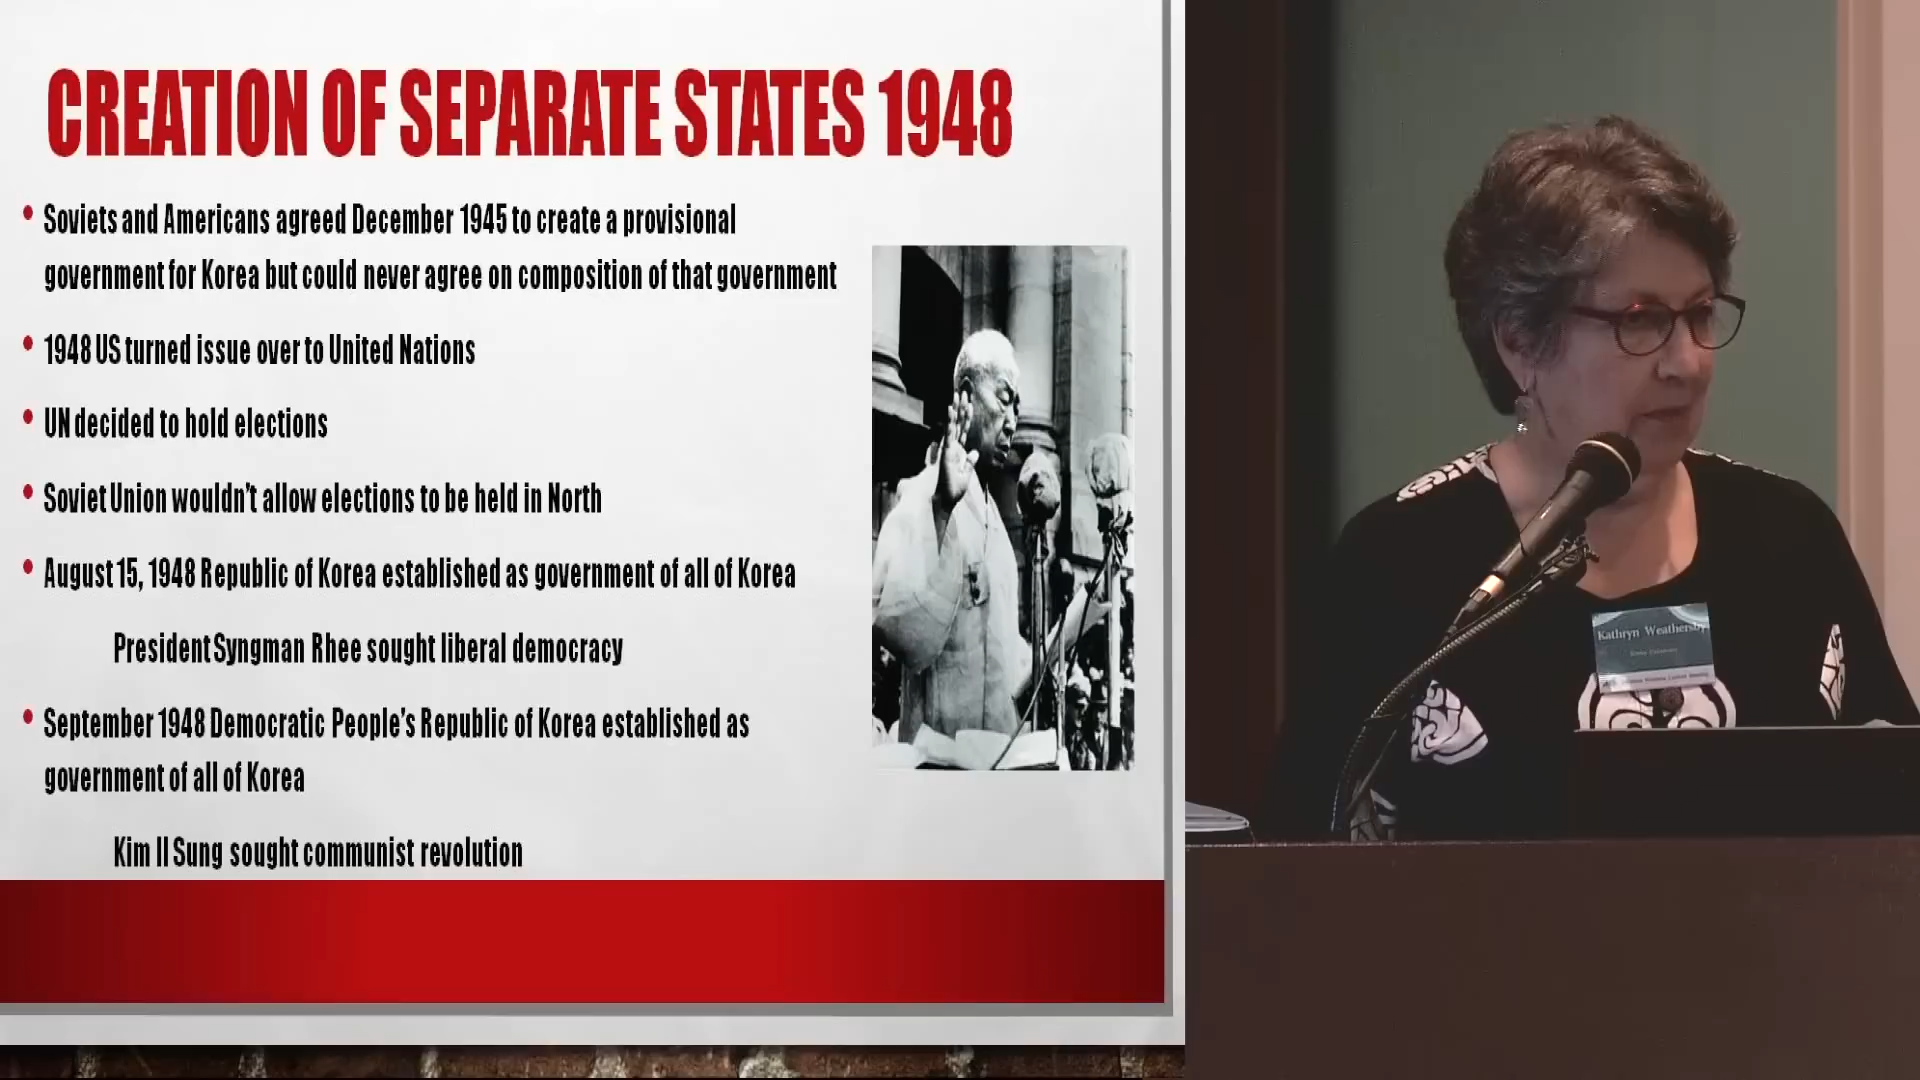 CREATION OF SEPARATE STATES 1948
• Soviets and Americans agreed December 1945 to create a provisional
government for Korea but could never agree on composition of that government
• 1948 US turned issue over to United Nations
• UN decided to hold elections
• Soviet Union wouldn't allow elections to be held in North
• August 15, 1948 Republic of Korea established as government of all of Korea
President Syngman Rhee sought liberal democracy
• September 1948 Democratic People's Republic of Korea established as
government of all of Korea
Kim Il Sung sought communist revolution
Kathryn Weathersby